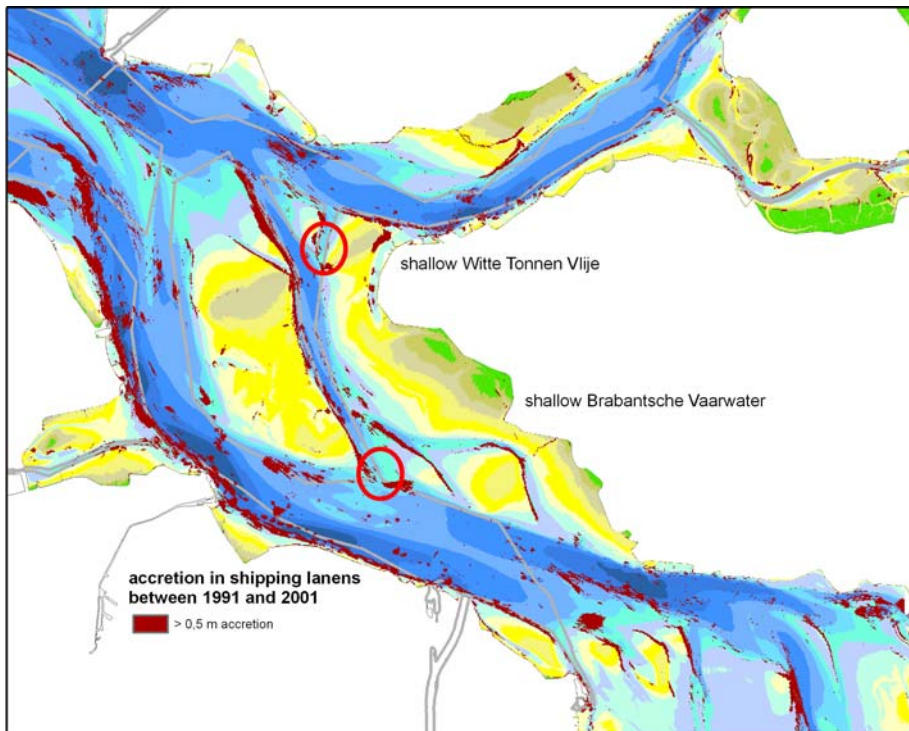 shallow Witte Tonnen Vlije
shallow Brabantsche Vaarwater
accretion in shipping lanens
between 1991 and 2001
> 0,5 m accretion